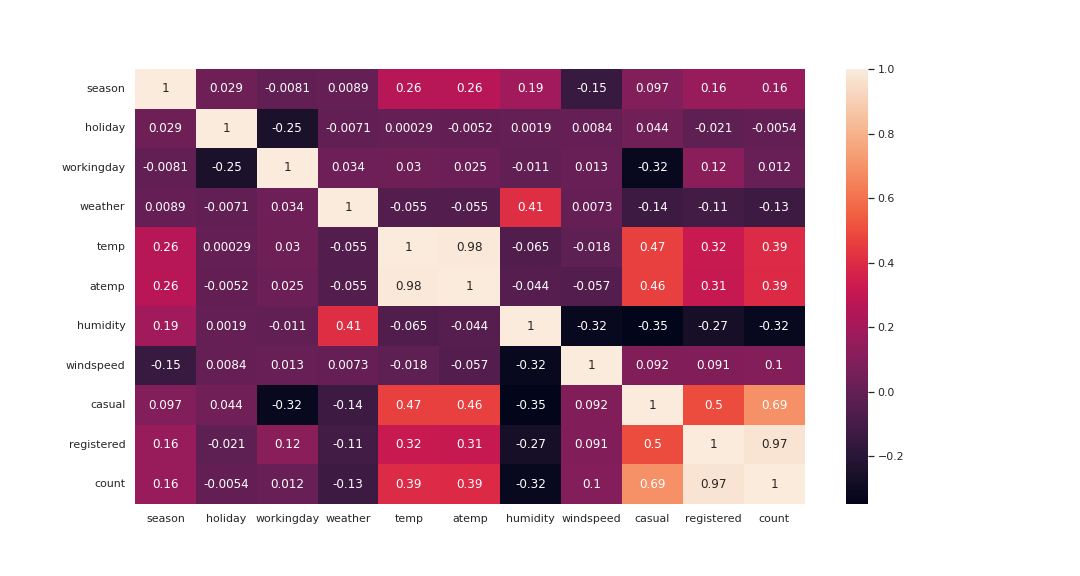 season 1 0.029 -0.0081 0.0089 0.26 0.26 0.19 -0.15 0.097 0.16 0.16
holiday 0.029 1 -0.25 -0.0071 0.00029 -0.0052 0.0019 0.0084 0.044 -0.021 -0.0054
workingday -0.0081 -0.25 1 0.034 0.03 0.025 -0.011 0.013 -0.32 0.12 0.012
weather 0.0089 -0.0071 0.034 1 -0.055 -0.055 0.41 0.0073 -0.14 -0.11 -0.13
temp 0.26 0.00029 0.03 -0.055 1 0.98 -0.065 -0.018 0.47 0.32 0.39
atemp 0.26 -0.0052 0.025 -0.055 0.98 1 -0.044 -0.057 0.46 0.31 0.39
humidity 0.19 0.0019 -0.011 0.41 -0.065 -0.044 1 -0.32 -0.35 -0.27 -0.32
windspeed -0.15 0.0084 0.013 0.0073 -0.018 -0.057 -0.32 1 0.092 0.091 0.1
casual 0.097 0.044 -0.32 -0.14 0.47 0.46 -0.35 0.092 1 0.5 0.69
registered 0.16 -0.021 0.12 -0.11 0.32 0.31 -0.27 0.091 0.5 1 0.97
count 0.16 -0.0054 0.012 -0.13 0.39 0.39 -0.32 0.1 0.69 0.97 1
season holiday workingday weather temp atemp humidity windspeed casual registered count
1.0
0.8
0.6
0.4
0.2
0.0
−0.2